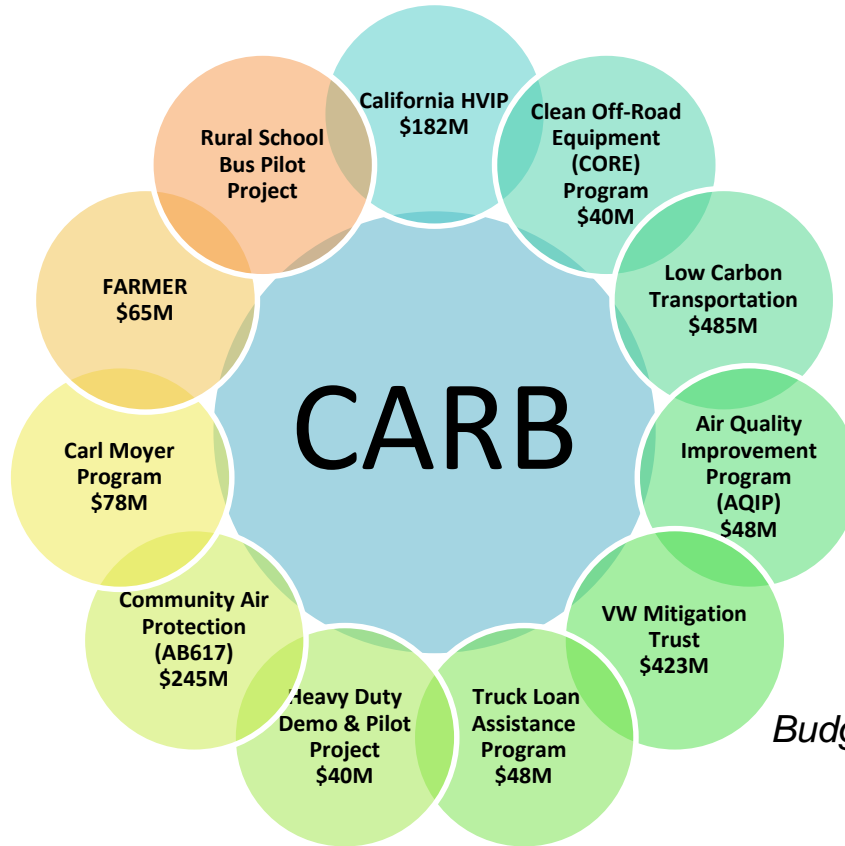 California HVIP
$182M
Clean Off-Road
Equipment
(CORE)
Program
$40M
Low Carbon
Transportation
$485M
Air Quality
Improvement
Program
(AQIP)
$48M
VW Mitigation
Trust
$423M
Truck Loan
Assistance
Program
$48M
Heavy Duty
Demo & Pilot
Project
$40M
Community Air
Protection
(AB617)
$245M
Carl Moyer
Program
$78M
FARMER
$65M
Rural School
Bus Pilot
Project
CARB